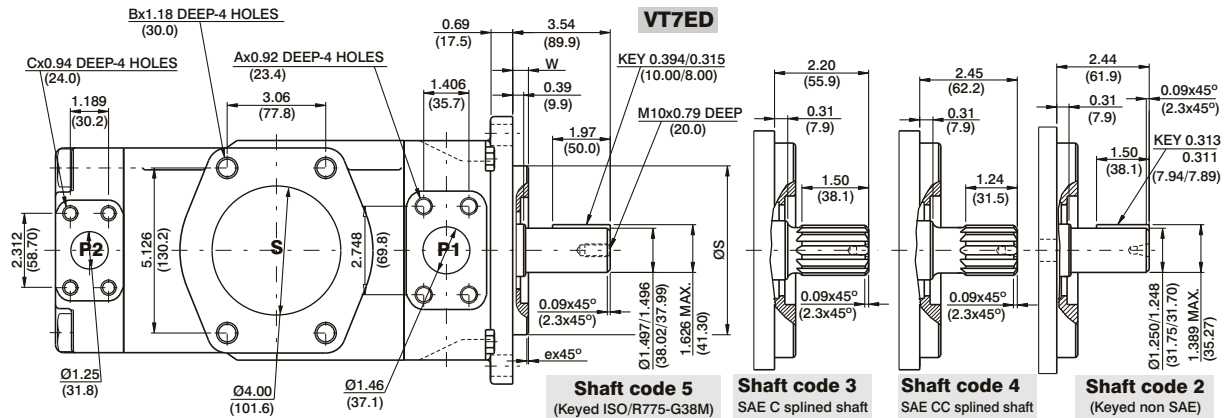 VT7ED
Bx1.18 DEEP-4 HOLES
(30.0)
Cx0.94 DEEP-4 HOLES
(24.0)
1.189
(30.2)
3.06
(77.8)
Ax0.92 DEEP-4 HOLES
(23.4)
1.406
(35.7)
0.69
(17.5)
3.54
(89.9)
W
0.39
(9.9)
KEY 0.394/0.315
(10.00/8.00)
M10x0.79 DEEP
(20.0)
1.97
(50.0)
2.312
(58.70)
P2
5.126
(130.2)
S
2.748
(69.8)
P1
ØS
0.09x45º
(2.3x45º)
Ø1.497/1.496
(38.02/37.99)
1.626 MAX.
(41.30)
ex45º
Ø1.25
(31.8)
Ø4.00
(101.6)
Ø1.46
(37.1)
Shaft code 5
(Keyed ISO/R775-G38M)
2.20
(55.9)
0.31
(7.9)
1.50
(38.1)
0.09x45º
(2.3x45º)
Shaft code 3
SAE C splined shaft
2.45
(62.2)
0.31
(7.9)
1.24
(31.5)
0.09x45º
(2.3x45º)
Shaft code 4
SAE CC splined shaft
2.44
(61.9)
0.09x45º
(2.3x45º)
0.31
(7.9)
KEY 0.313
0.311
(7.94/7.89)
1.50
(38.1)
Ø1.250/1.248
(31.75/31.70)
1.389 MAX.
(35.27)
Shaft code 2
(Keyed non SAE)